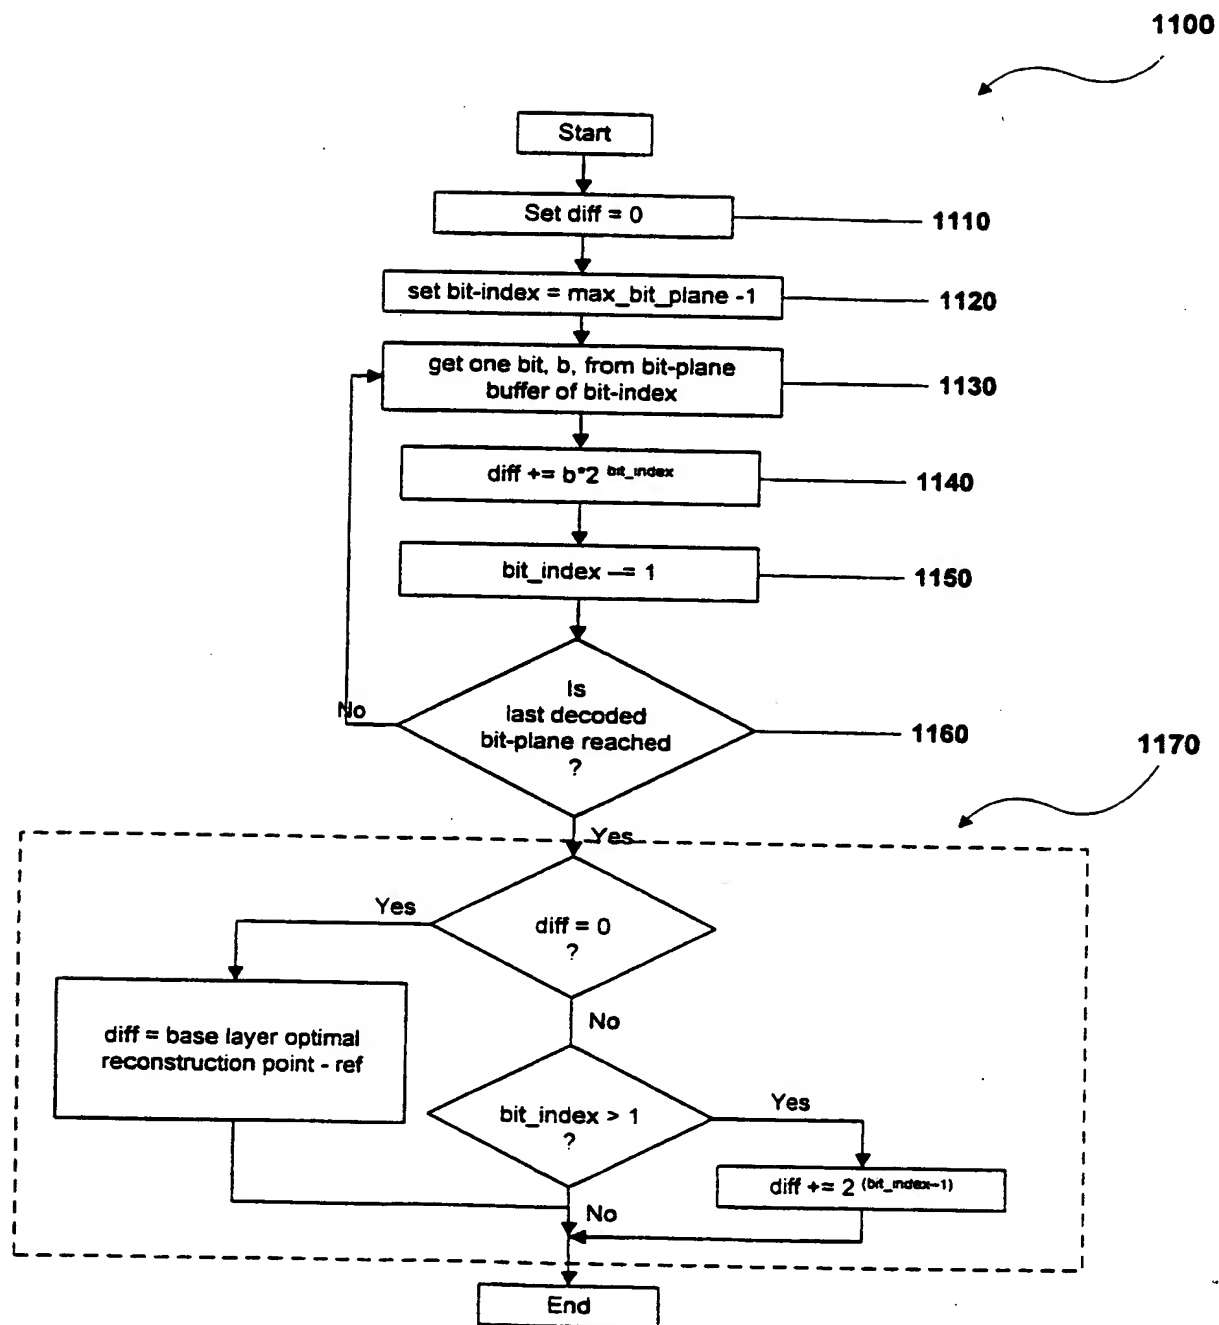 1100
Start
Set diff = 0
1110
set bit-index = max_bit_plane -1
1120
get one bit, b, from bit-plane
buffer of bit-index
1130
diff += b*2 bit_index
1140
bit_index -= 1
1150
Is
last decoded
bit-plane reached
?
No
1160
1170
Yes
diff = 0
?
Yes
No
diff = base layer optimal
reconstruction point - ref
bit_index > 1
?
Yes
diff += 2 (bit_index-1)
No
End